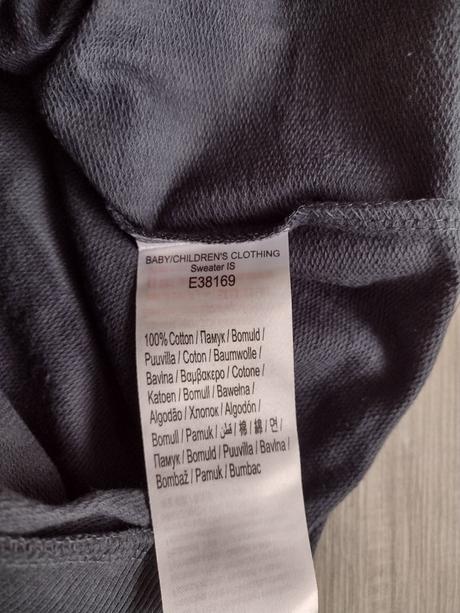 BABY/CHILDREN'S CLOTHING
Sweater IS
E38169
100% Cotton / Памук / Bomuld /
Puuvilla / Coton / Baumwolle /
Bavlna / Βαμβακερο / Cotone /
Katoen / Bomull / Bawełna /
Algodão / Хлопок / Algodón /
Bomull / Pamuk / قطن / 棉 / 綿 / 면 /
Памук / Bomuld / Puuvilla / Bavlna /
Bombaž / Pamuk / Bumbac